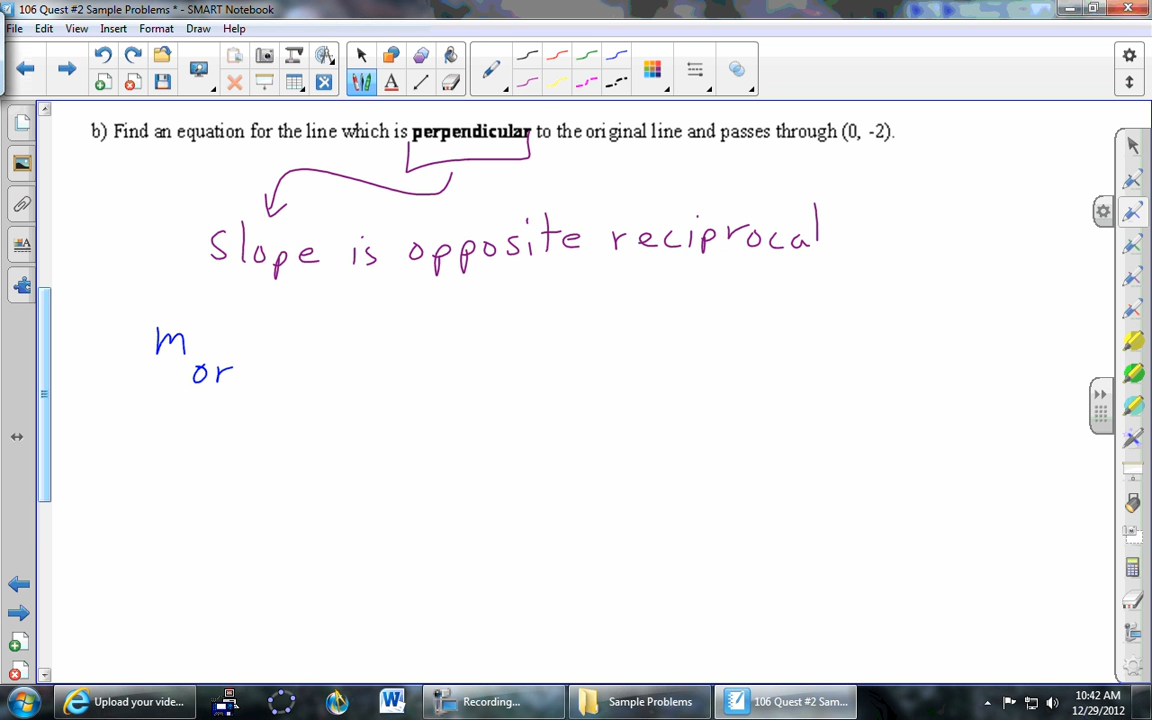 106 Quest #2 Sample Problems * - SMART Notebook
File Edit View Insert Format Draw Help
b) Find an equation for the line which is perpendicular to the original line and passes through (0, -2).
Slope is opposite reciprocal
m or
Upload your vide... Recording... Sample Problems 106 Quest #2 Sam...
10:42 AM
12/29/2012